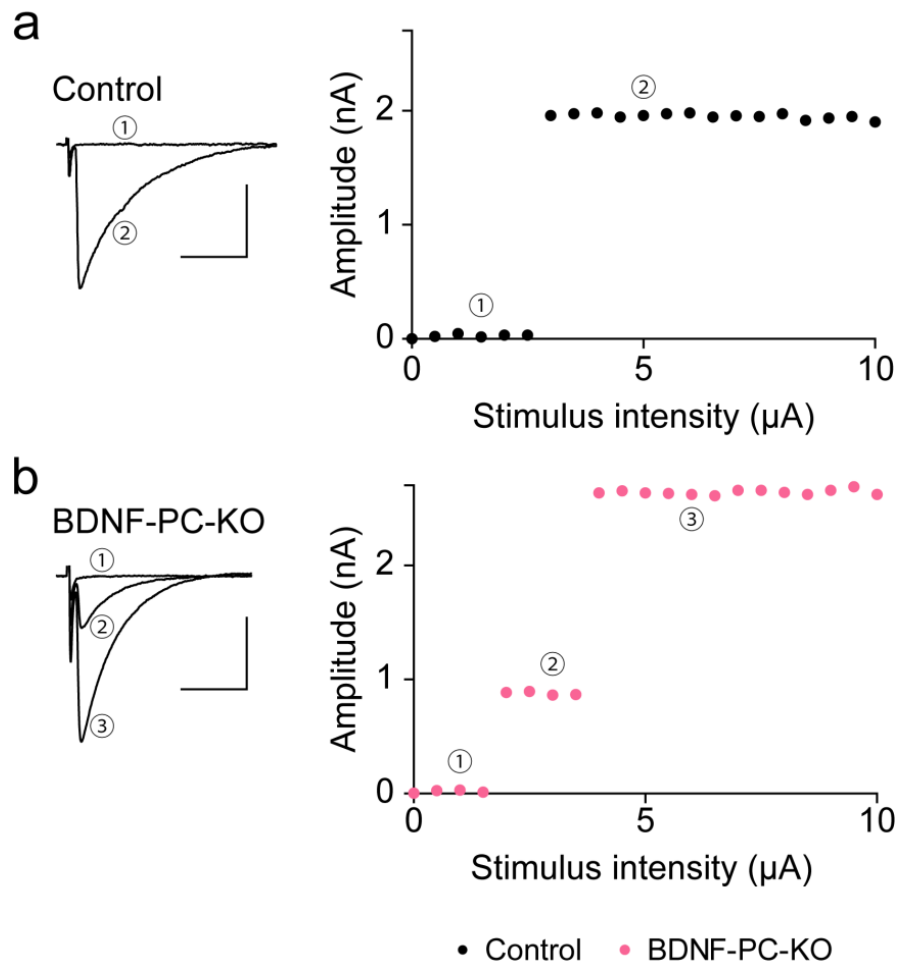 a
Control
①
②
Amplitude (nA)
2
1
0
①
②
0 5 10
Stimulus intensity (µA)
b
BDNF-PC-KO
①
②
③
Amplitude (nA)
2
1
0
①
②
③
0 5 10
Stimulus intensity (µA)
Control BDNF-PC-KO